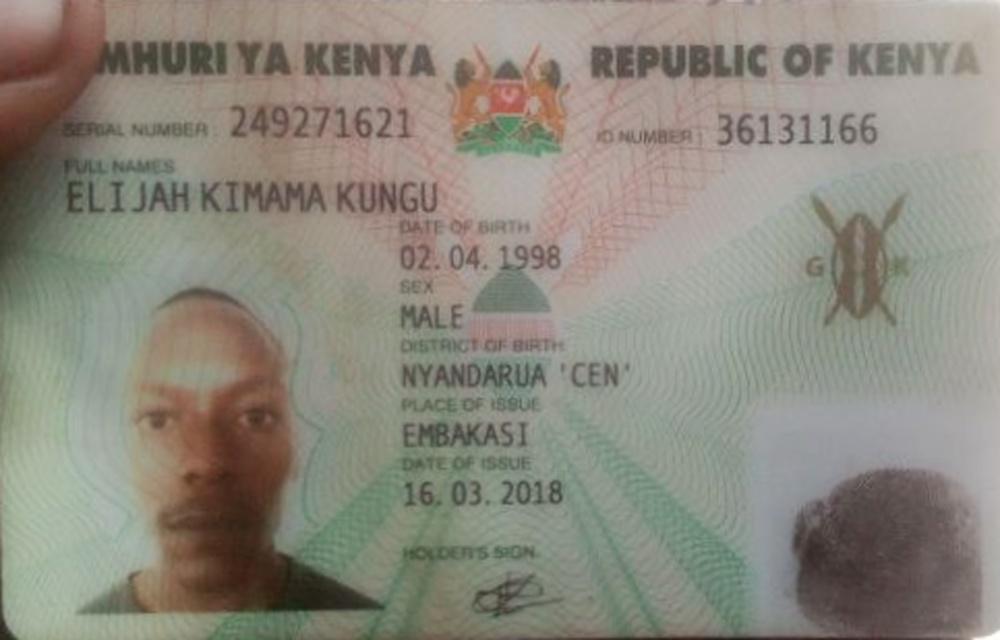 MHURI YA KENYA REPUBLIC OF KENYA
SERIAL NUMBER : 249271621 ID NUMBER : 36131166
FULL NAMES
ELIJAH KIMAMA KUNGU
DATE OF BIRTH
02. 04. 1998
SEX
G K
MALE
DISTRICT OF BIRTH
NYANDARUA 'CEN'
PLACE OF ISSUE
EMBAKASI
DATE OF ISSUE
16. 03. 2018
HOLDER'S SIGN.